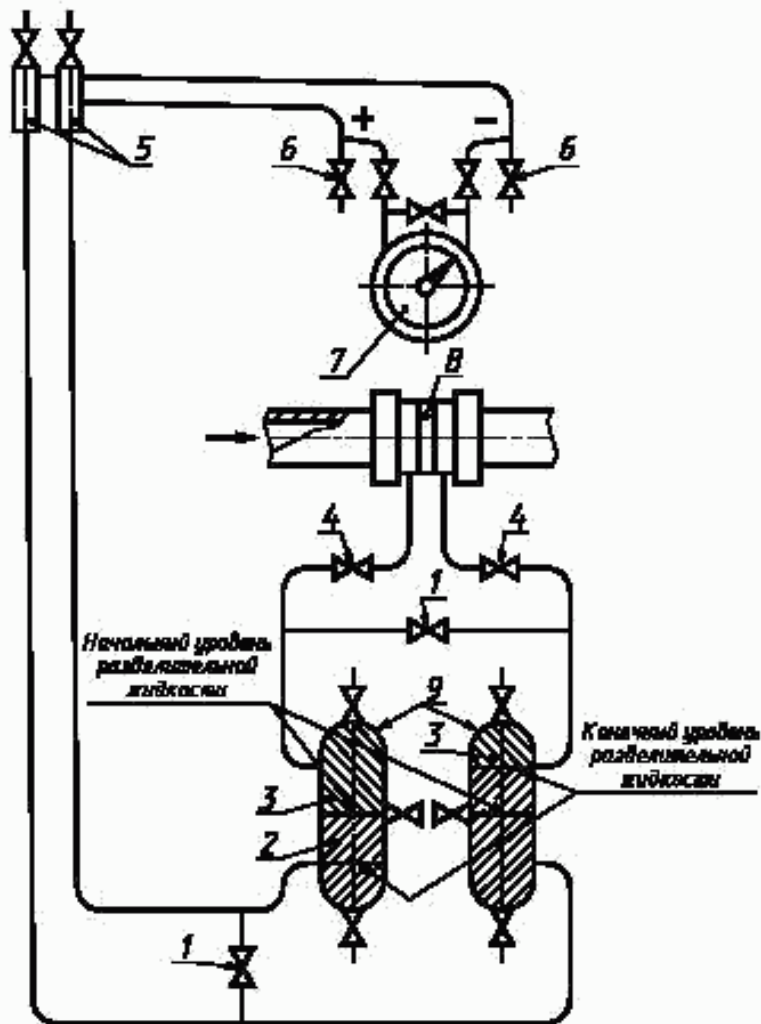 5
+
-
6
6
7
8
4
4
1
Начальный уровень
разделительной
жидкости
9
3
Конечный уровень
разделительной
жидкости
3
2
1